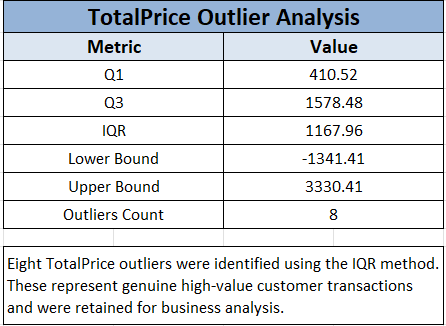 TotalPrice Outlier Analysis
Metric Value
Q1 410.52
Q3 1578.48
IQR 1167.96
Lower Bound -1341.41
Upper Bound 3330.41
Outliers Count 8
Eight TotalPrice outliers were identified using the IQR method.
These represent genuine high-value customer transactions
and were retained for business analysis.